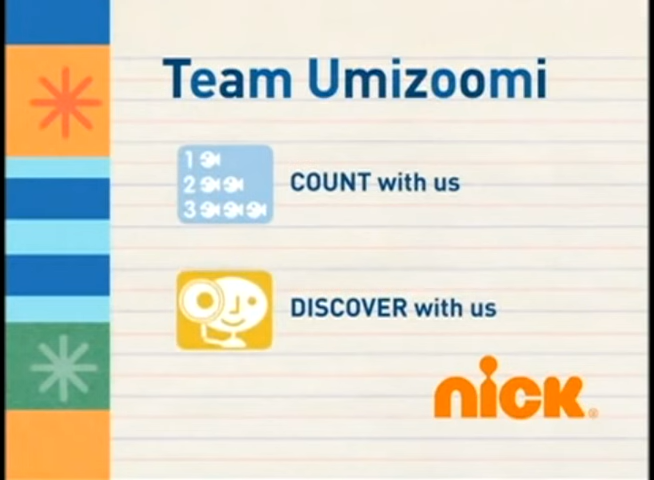 Team Umizoomi
1
2
3
COUNT with us
DISCOVER with us
nick®